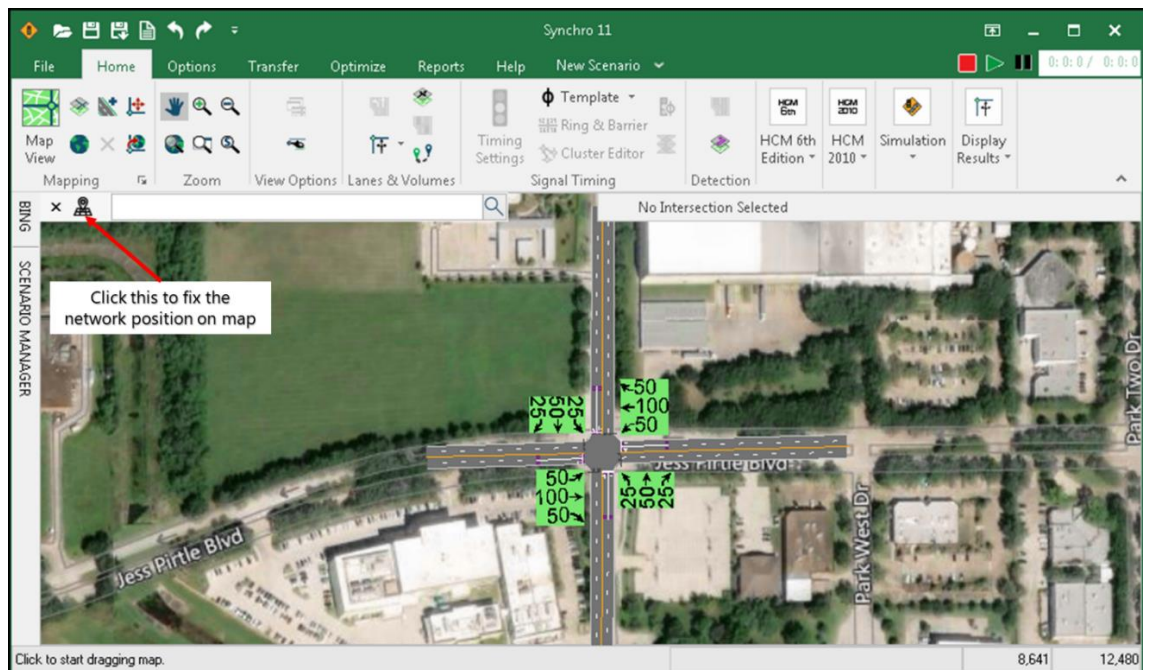 Synchro 11
File Home Options Transfer Optimize Reports Help New Scenario
0: 0: 0 / 0: 0: 0
Map View
Mapping
Zoom
View Options
Lanes & Volumes
Timing Settings
Φ Template
Ring & Barrier
Cluster Editor
Signal Timing
Detection
HCM 6th
HCM 6th Edition
HCM 2010
HCM 2010
Simulation
Display Results
BING
SCENARIO MANAGER
No Intersection Selected
Click this to fix the
network position on map
25 50 25
50
100
50
50
100
50
25 50 25
Jess Pirtle Blvd
Jess Pirtle Blvd
Park West Dr
Park Two Dr
Click to start dragging map.
8,641 12,480